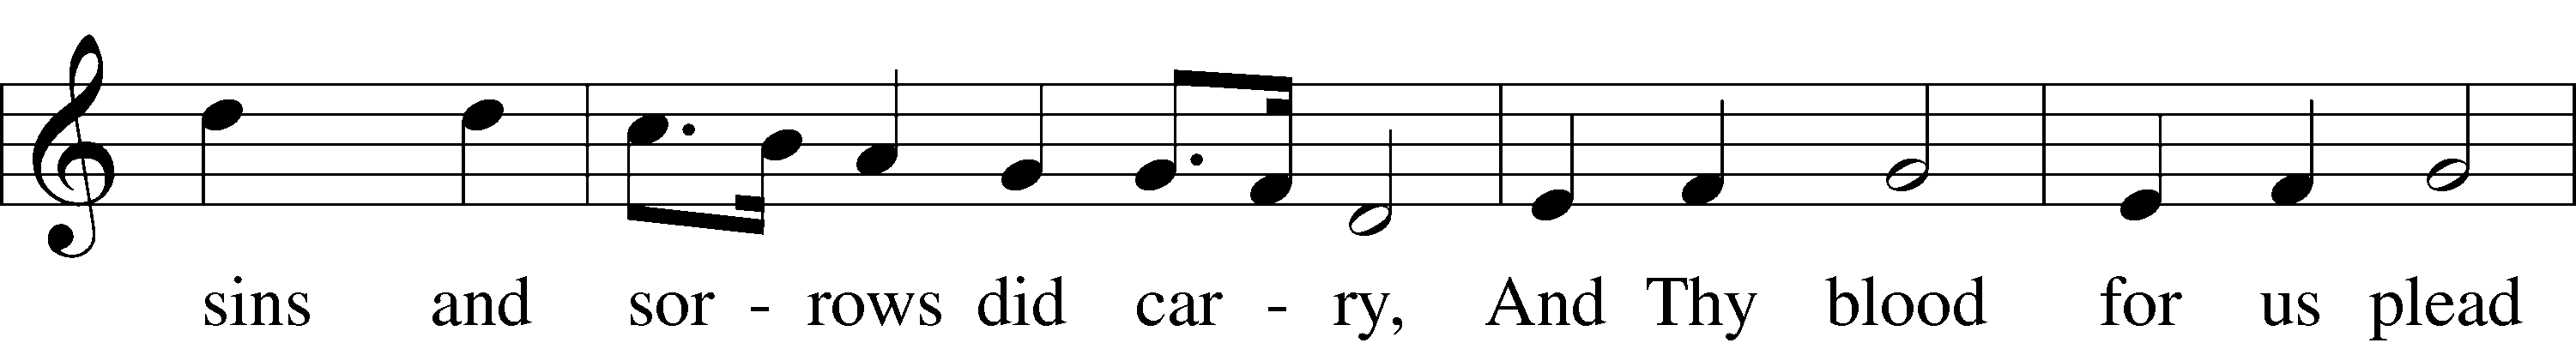 sins and sor - rows did car - ry, And Thy blood for us plead